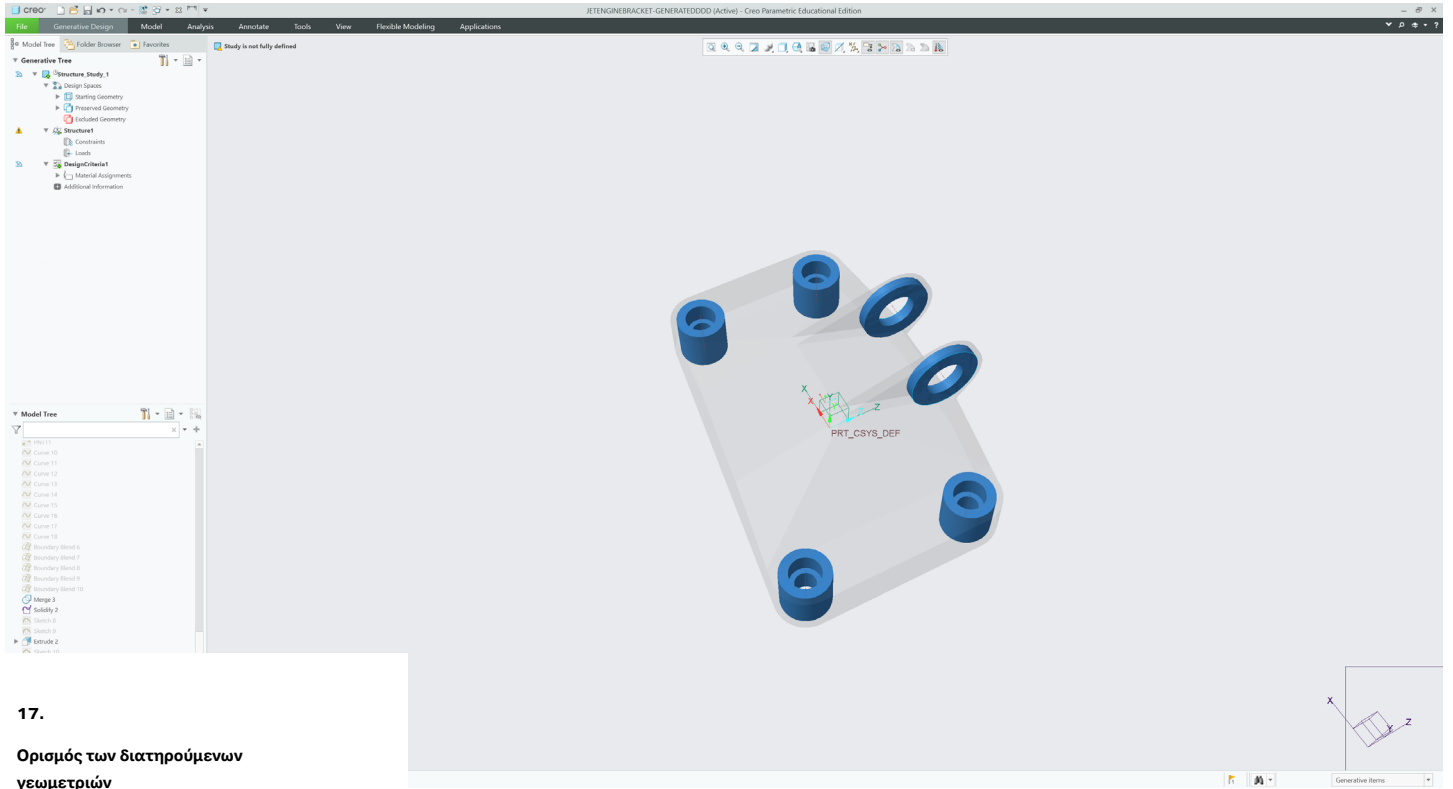 creo®
JETENGINEBRACKET-GENERATEDDDD (Active) - Creo Parametric Educational Edition
File Generative Design Model Analysis Annotate Tools View Flexible Modeling Applications
Model Tree Folder Browser Favorites
Study is not fully defined
Generative Tree
Structure_Study_1
Design Spaces
Starting Geometry
Preserved Geometry
Excluded Geometry
Structure1
Constraints
Loads
DesignCriteria1
Material Assignments
Additional Information
Model Tree
Curve 10
Curve 11
Curve 12
Curve 13
Curve 14
Curve 15
Curve 16
Curve 17
Curve 18
Boundary Blend 6
Boundary Blend 7
Boundary Blend 8
Boundary Blend 9
Boundary Blend 10
Merge 3
Solidify 2
Sketch 8
Sketch 9
Extrude 2
Sketch 10
X
X
Y
Z
PRT_CSYS_DEF
X
Y
Z
17.
Ορισμός των διατηρούμενων
γεωμετριών
Generative items